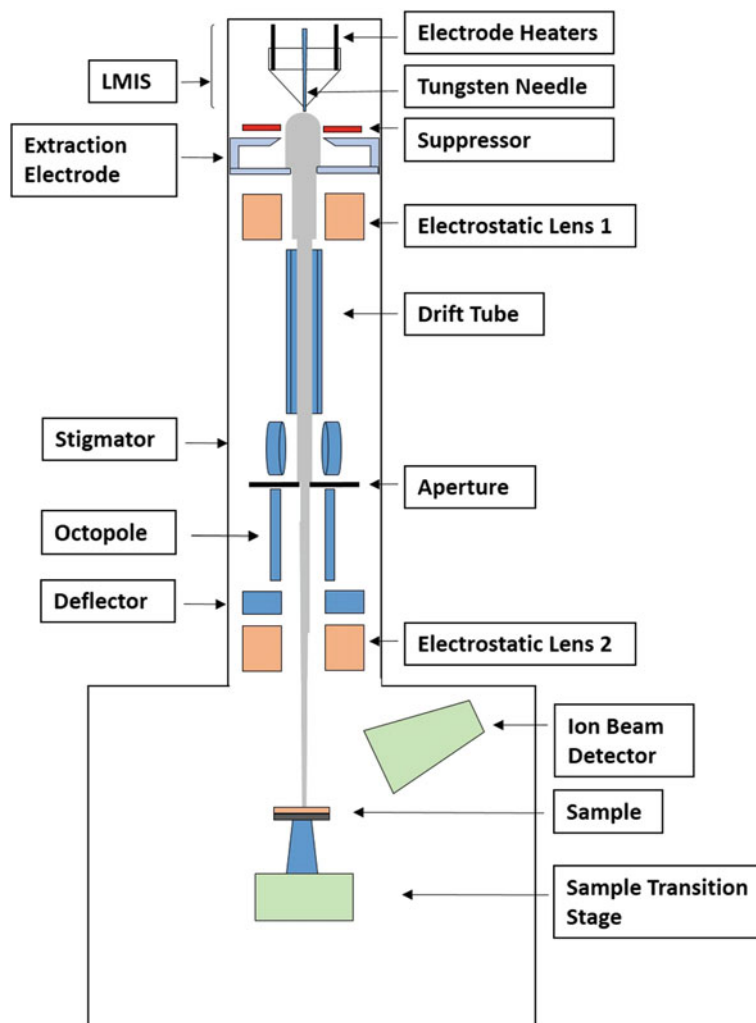 Electrode Heaters
LMIS
Tungsten Needle
Suppressor
Extraction
Electrode
Electrostatic Lens 1
Drift Tube
Stigmator
Aperture
Octopole
Deflector
Electrostatic Lens 2
Ion Beam
Detector
Sample
Sample Transition
Stage